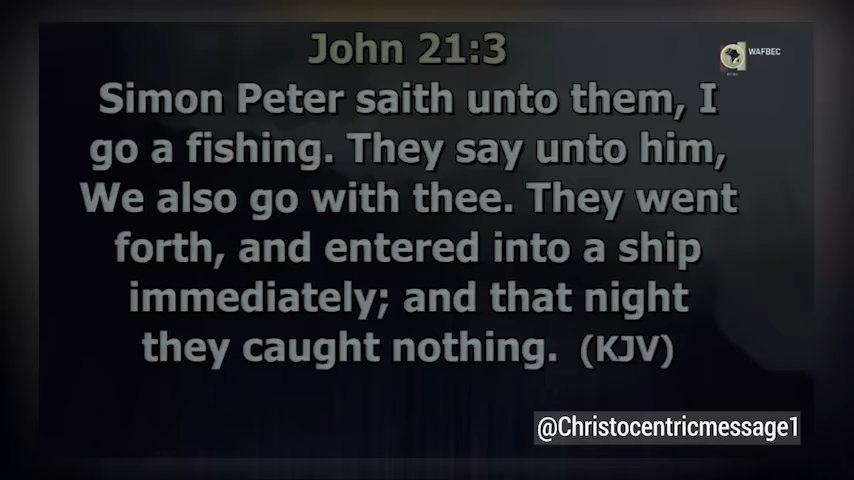 John 21:3
WAFBEC
Simon Peter saith unto them, I
go a fishing. They say unto him,
We also go with thee. They went
forth, and entered into a ship
immediately; and that night
they caught nothing. (KJV)
@Christocentricmessage1